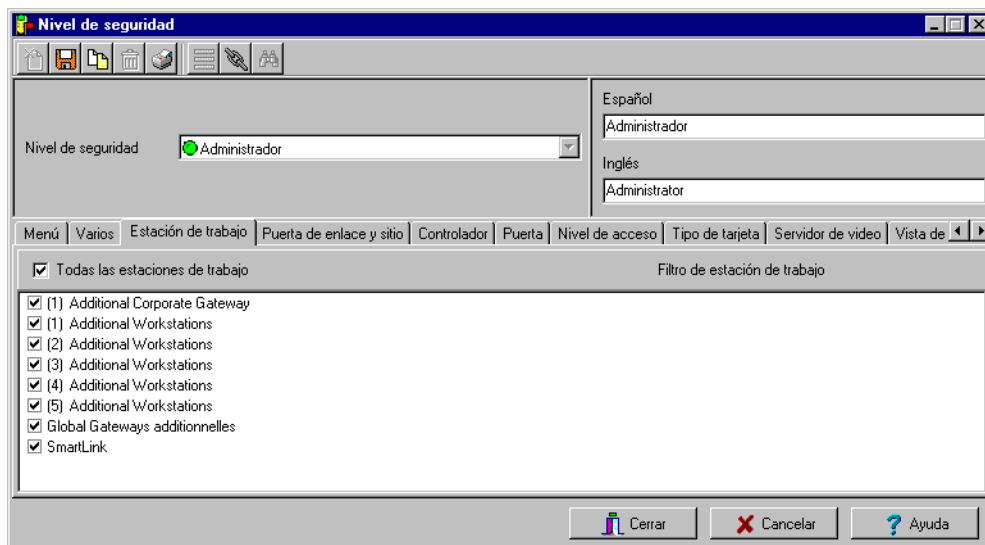 Nivel de seguridad
Español
Administrador
Nivel de seguridad
Administrador
Inglés
Administrator
Menú Varios Estación de trabajo Puerta de enlace y sitio Controlador Puerta Nivel de acceso Tipo de tarjeta Servidor de video Vista de
Todas las estaciones de trabajo Filtro de estación de trabajo
(1) Additional Corporate Gateway
(1) Additional Workstations
(2) Additional Workstations
(3) Additional Workstations
(4) Additional Workstations
(5) Additional Workstations
Global Gateways additionnelles
SmartLink
Cerrar Cancelar Ayuda